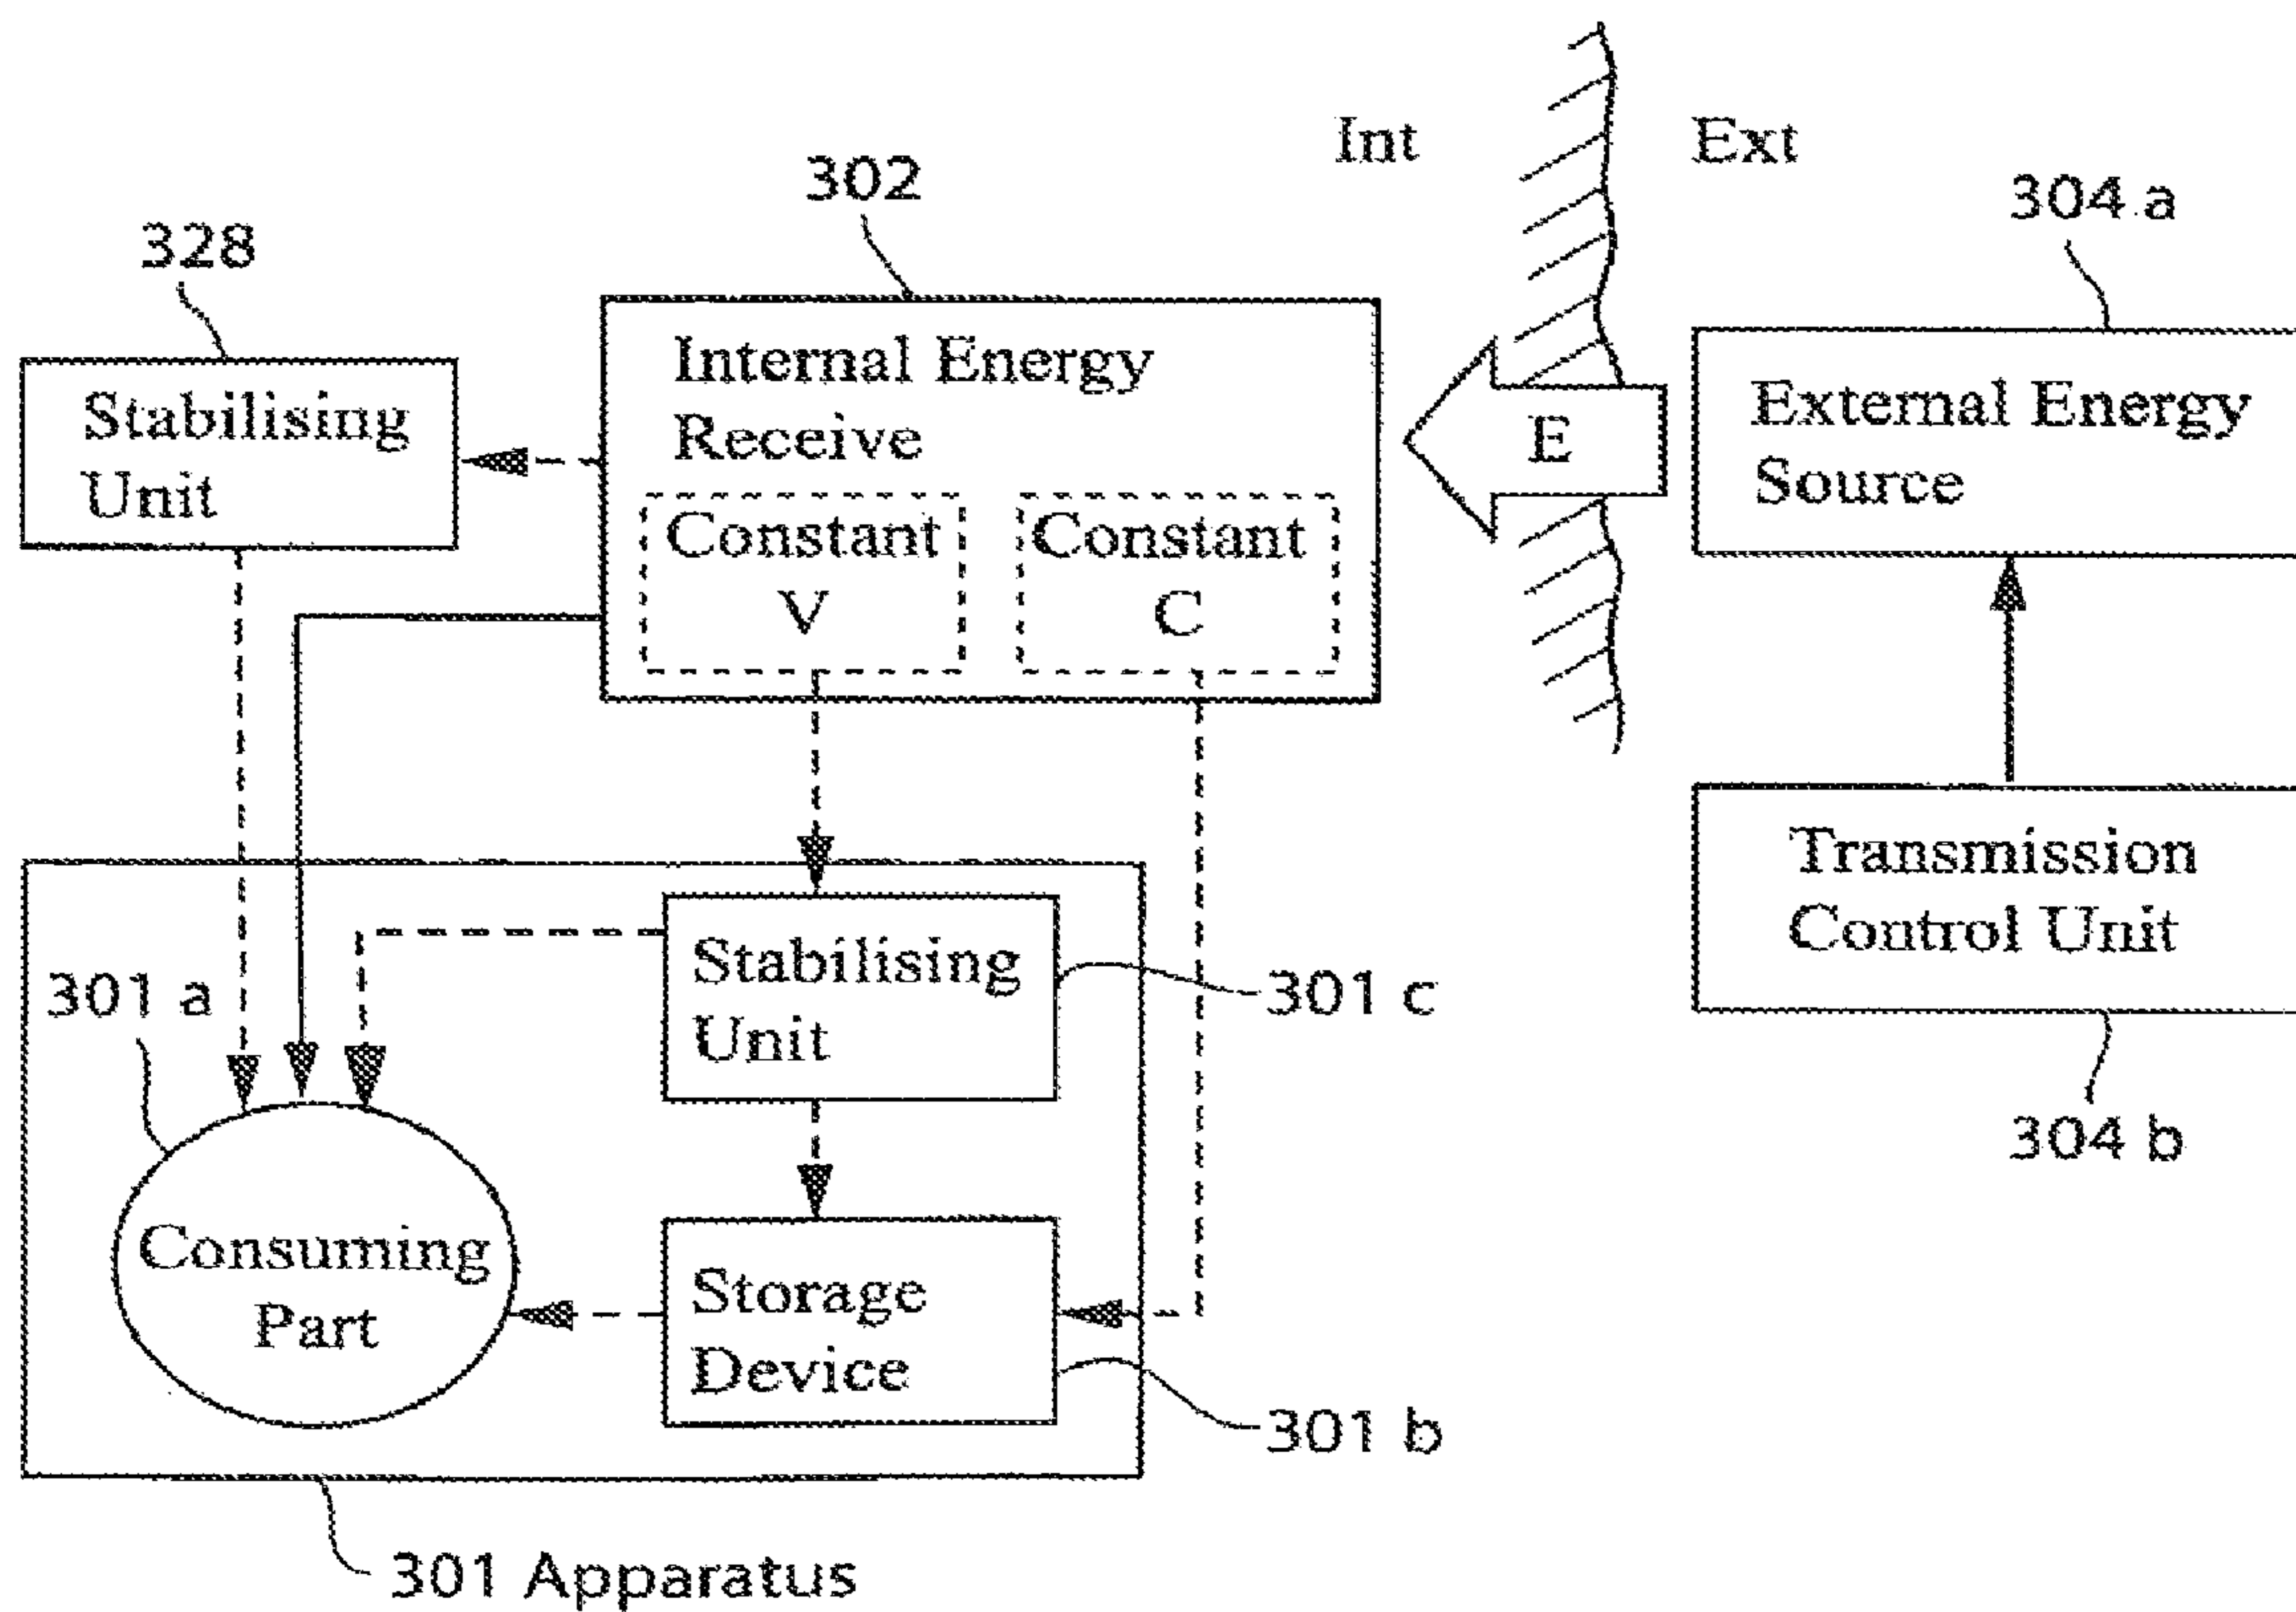 Int
Ext
302
304 a
328
Internal Energy
Receive
Stabilising
Unit
External Energy
Source
E
Constant
V
Constant
C
Transmission
Control Unit
Stabilising
Unit
301 a
301 c
304 b
Consuming
Part
Storage
Device
301 b
301 Apparatus